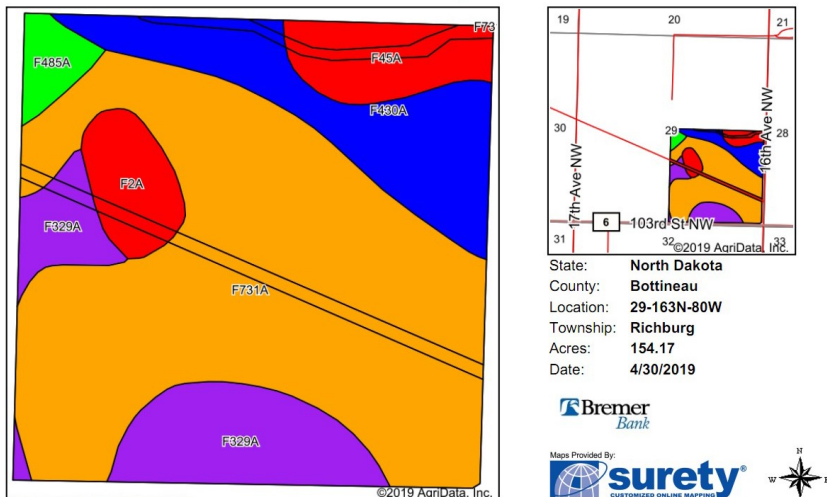 F73
F485A
F45A
F430A
F2A
F329A
F731A
F329A
©2019 AgriData, Inc.
19
20
21
30
29
28
17th Ave NW
16th Ave NW
6
103rd St NW
31
32
33
©2019 AgriData, Inc.
State: North Dakota
County: Bottineau
Location: 29-163N-80W
Township: Richburg
Acres: 154.17
Date: 4/30/2019
Bremer
Bank
Maps Provided By:
surety®
CUSTOMIZED ONLINE MAPPING
N
W